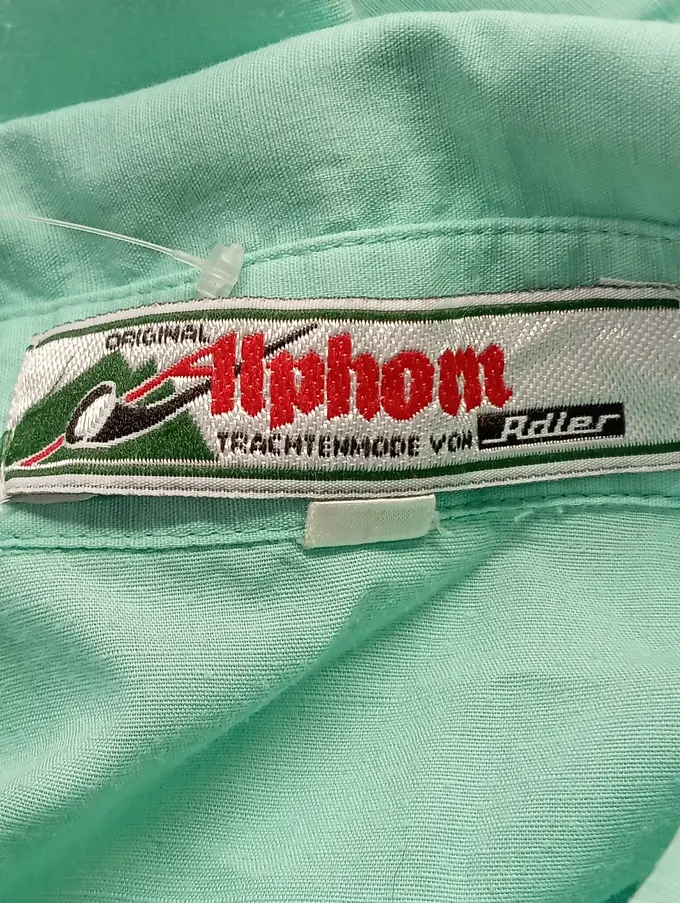 ORIGINAL
Alphorn
TRACHTENMODE VON Adler